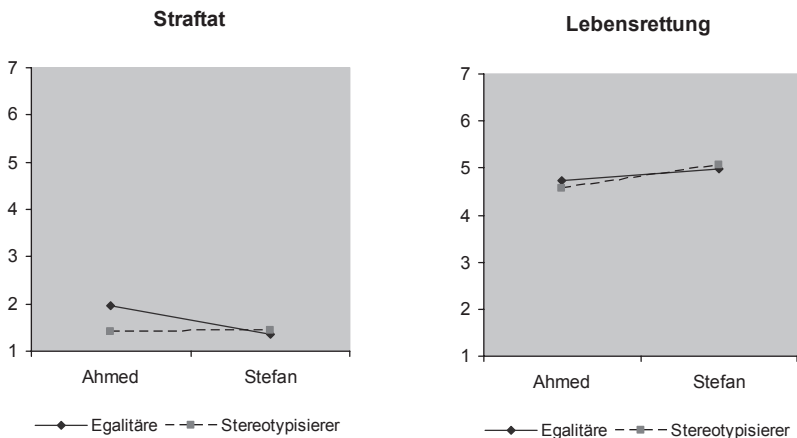 Straftat
7
6
5
4
3
2
1
Ahmed Stefan
Egalitäre Stereotypisierer
Lebensrettung
7
6
5
4
3
2
1
Ahmed Stefan
Egalitäre Stereotypisierer